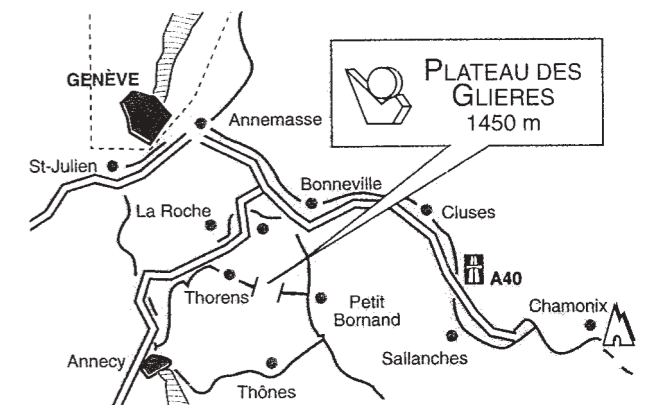 GENÈVE
PLATEAU DES
GLIERES
1450 m
Annemasse
St-Julien
Bonneville
La Roche
Cluses
A40
Thorens
Petit
Bornand
Chamonix
Annecy
Sallanches
Thônes